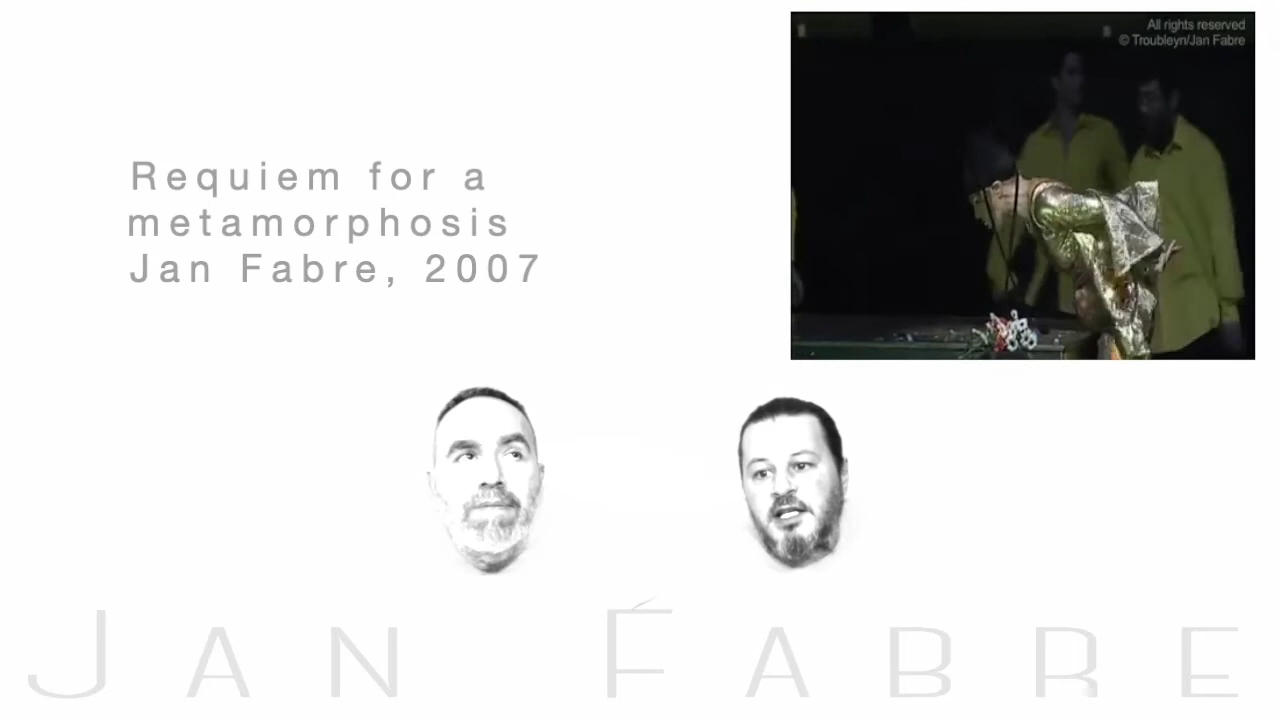 All rights reserved
© Troubleyn/Jan Fabre
Requiem for a
metamorphosis
Jan Fabre, 2007
JAN FABRE